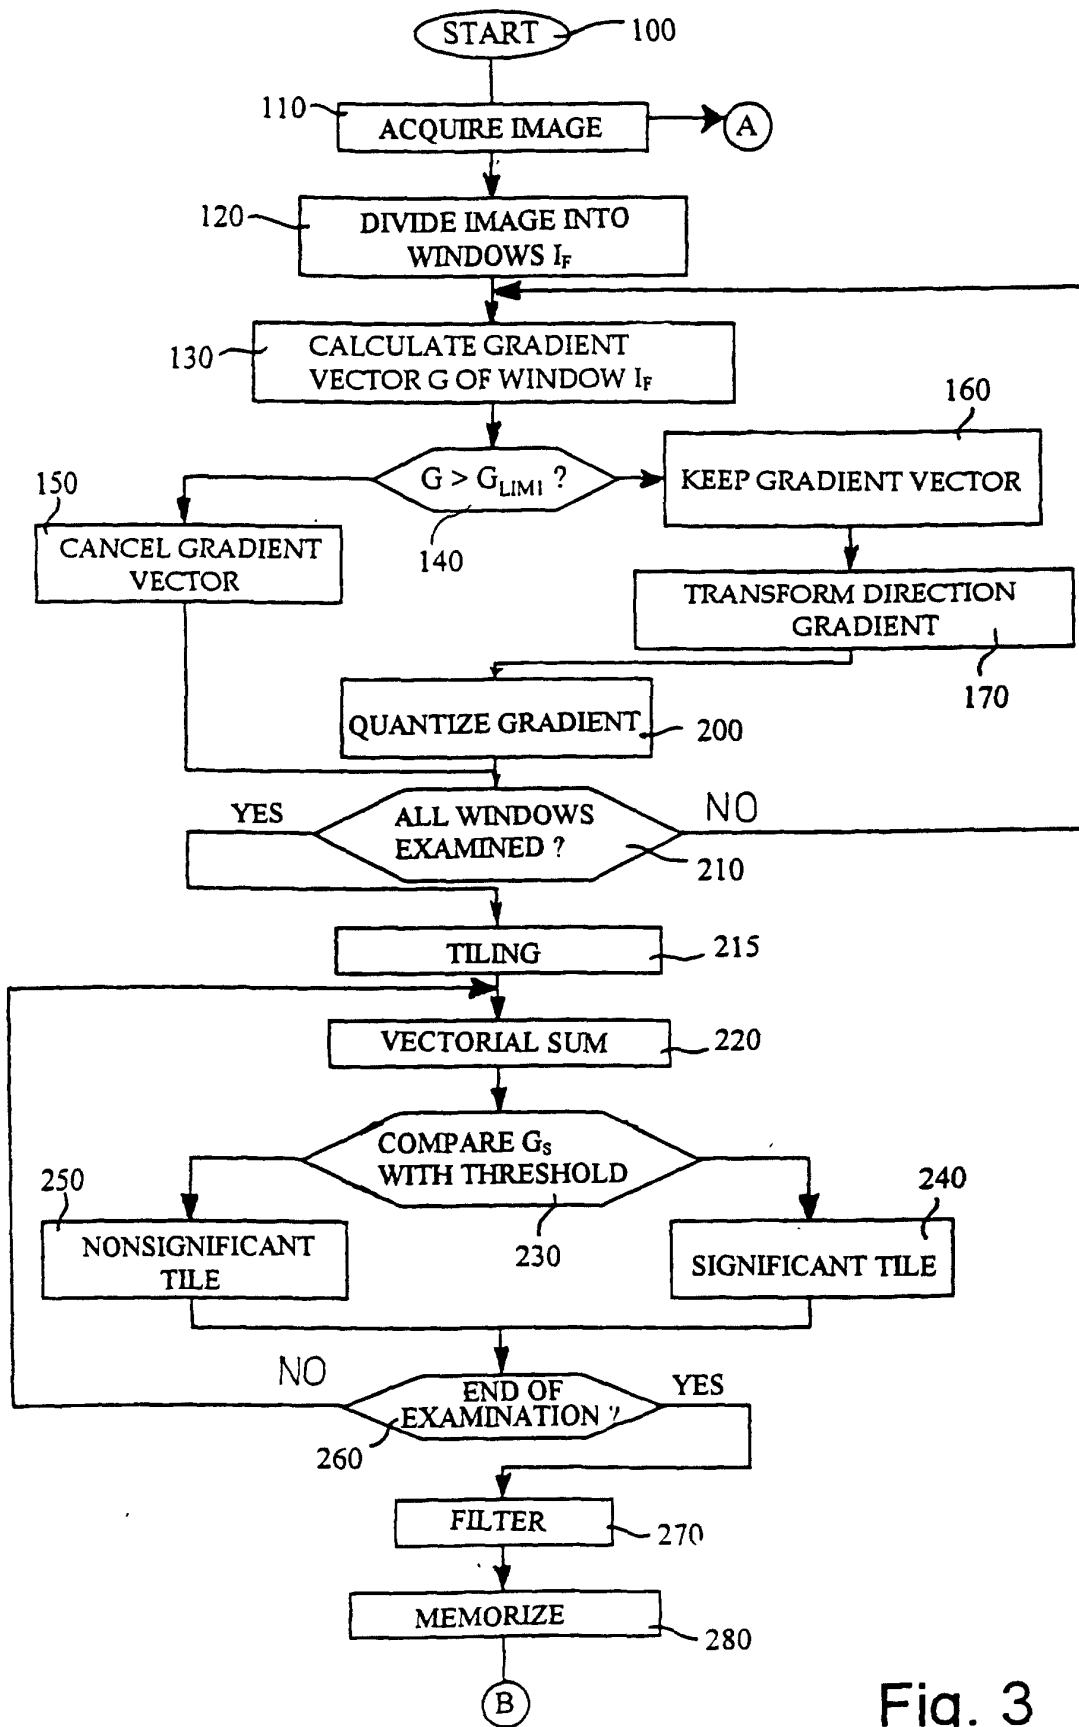 START
100
110
ACQUIRE IMAGE
A
120
DIVIDE IMAGE INTO
WINDOWS IF
130
CALCULATE GRADIENT
VECTOR G OF WINDOW IF
160
G > GLIM1 ?
KEEP GRADIENT VECTOR
150
140
CANCEL GRADIENT
VECTOR
TRANSFORM DIRECTION
GRADIENT
170
QUANTIZE GRADIENT
200
YES
NO
ALL WINDOWS
EXAMINED ?
210
TILING
215
VECTORIAL SUM
220
COMPARE GS
WITH THRESHOLD
250
240
230
NONSIGNIFICANT
TILE
SIGNIFICANT TILE
NO
YES
END OF
EXAMINATION ?
260
FILTER
270
MEMORIZE
280
B
Fig. 3